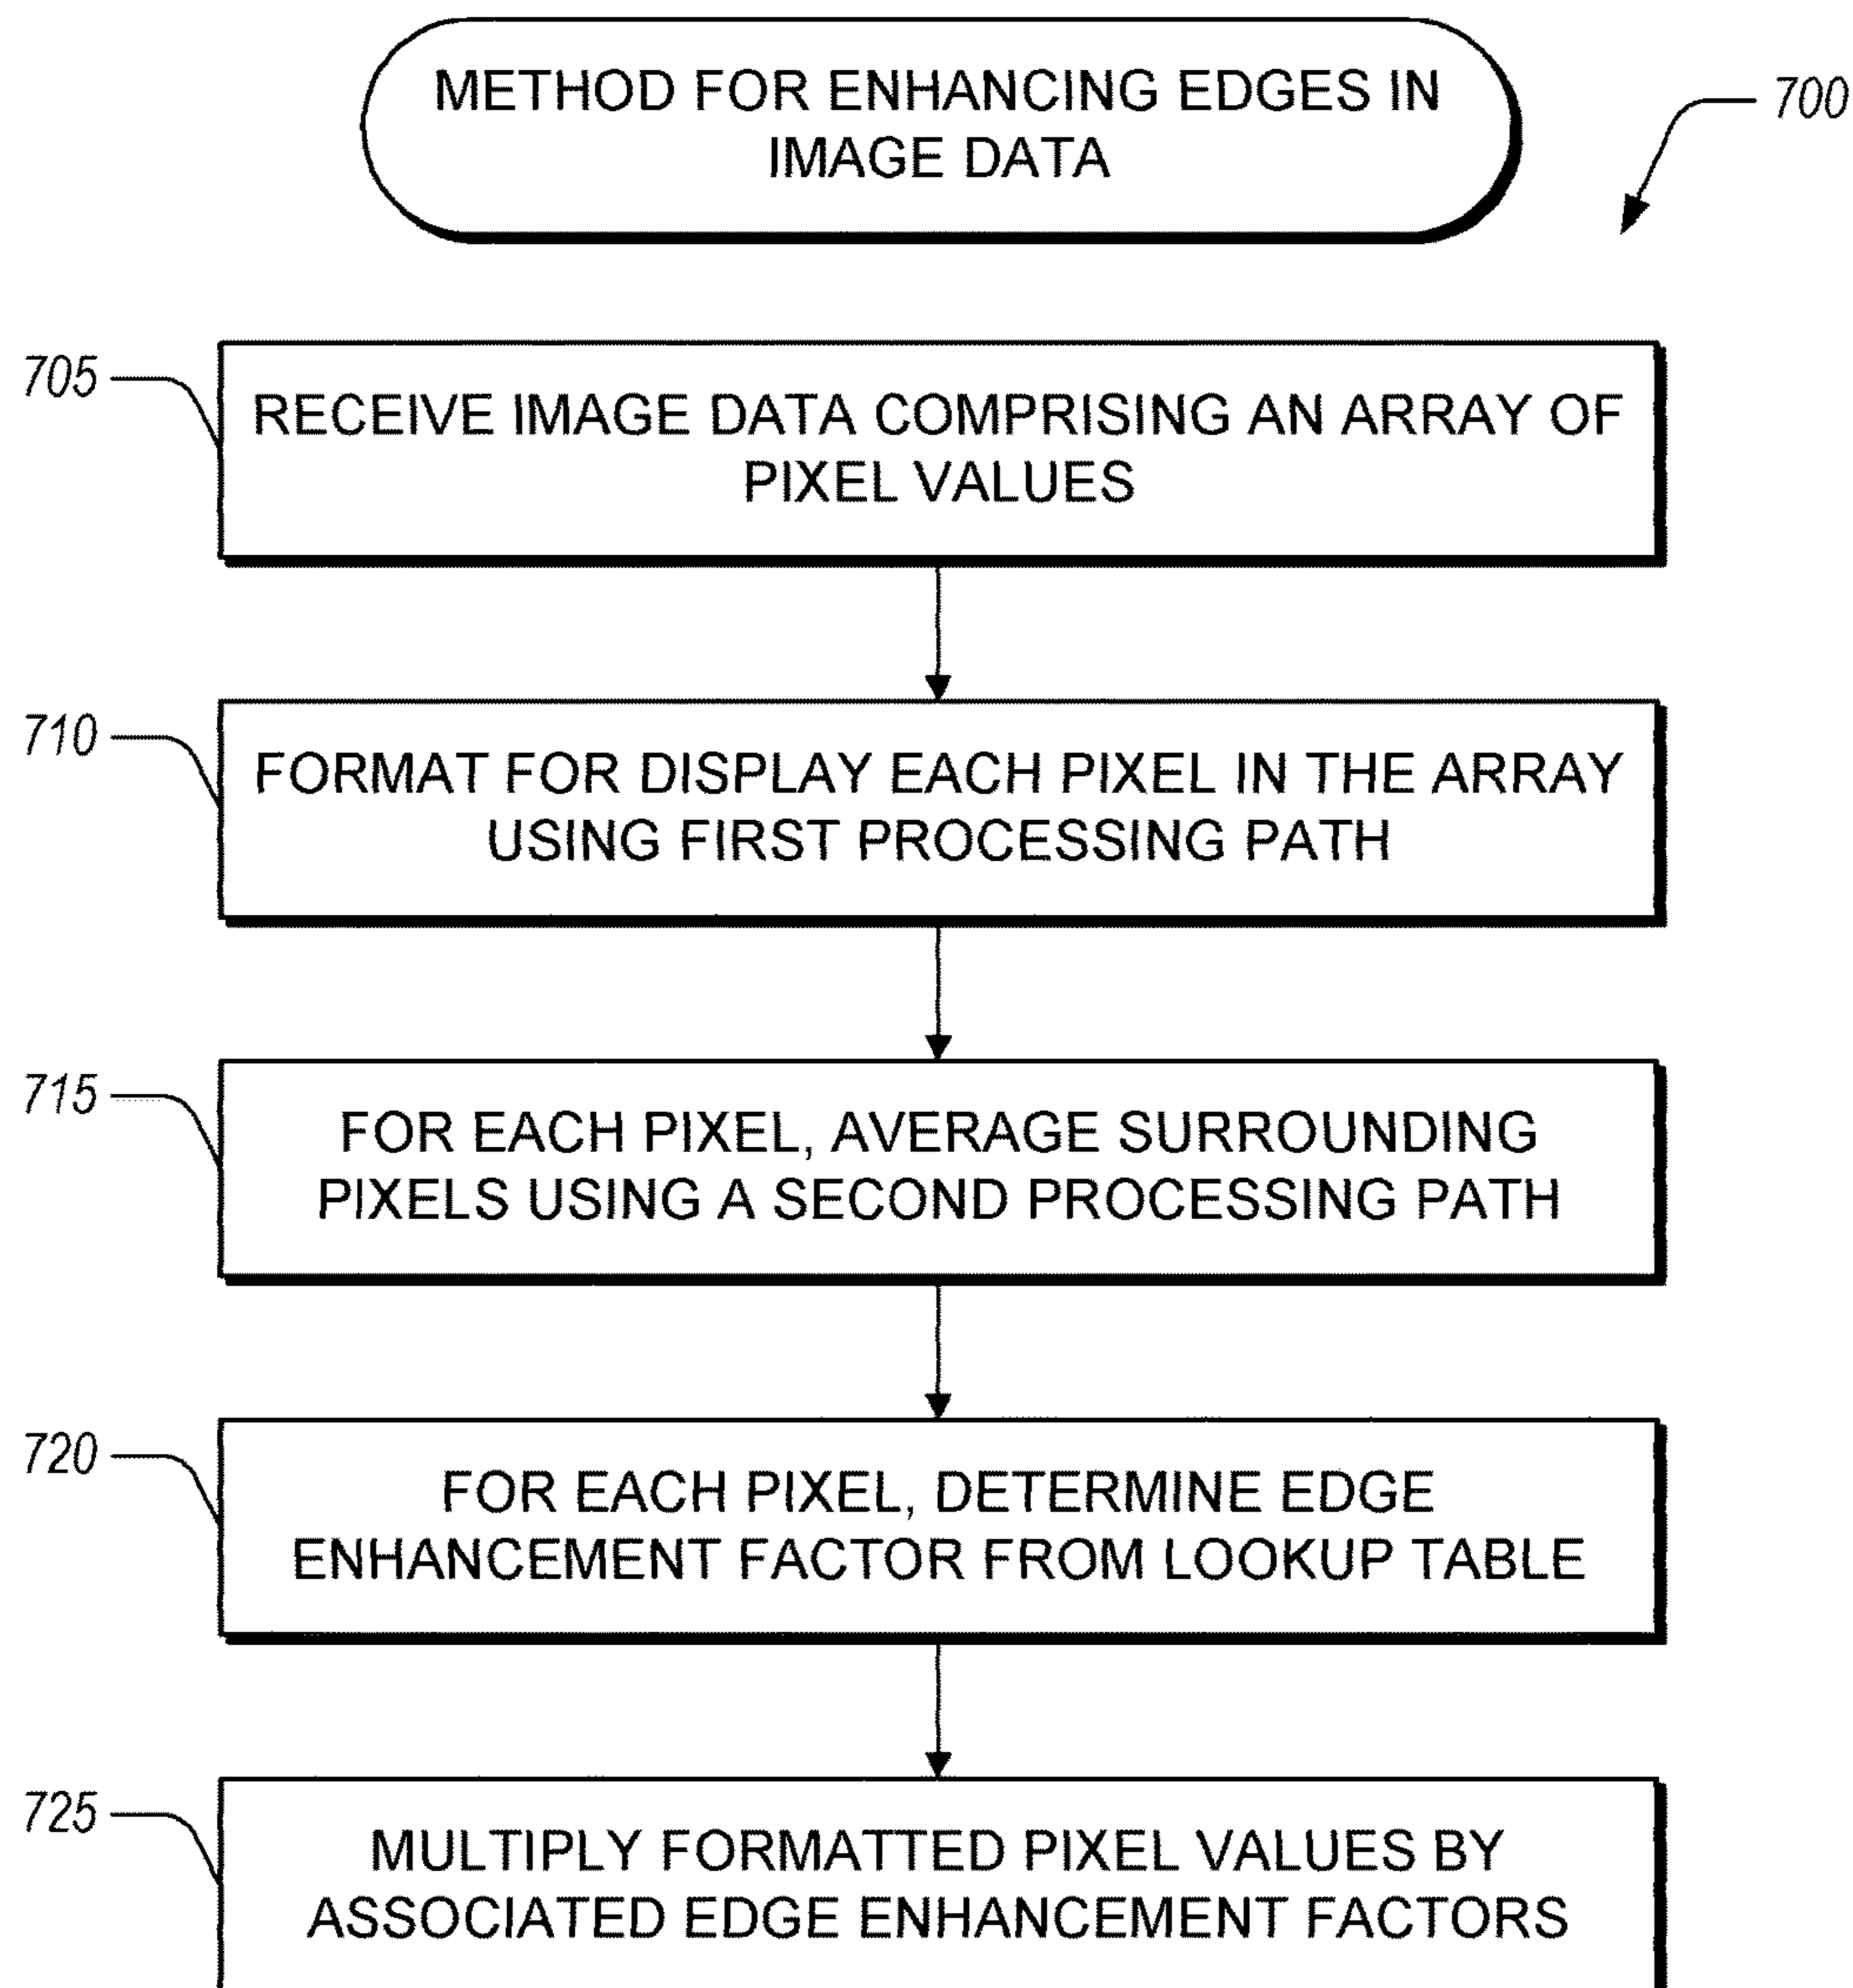 METHOD FOR ENHANCING EDGES IN
IMAGE DATA
700
705
RECEIVE IMAGE DATA COMPRISING AN ARRAY OF
PIXEL VALUES
710
FORMAT FOR DISPLAY EACH PIXEL IN THE ARRAY
USING FIRST PROCESSING PATH
715
FOR EACH PIXEL, AVERAGE SURROUNDING
PIXELS USING A SECOND PROCESSING PATH
720
FOR EACH PIXEL, DETERMINE EDGE
ENHANCEMENT FACTOR FROM LOOKUP TABLE
725
MULTIPLY FORMATTED PIXEL VALUES BY
ASSOCIATED EDGE ENHANCEMENT FACTORS